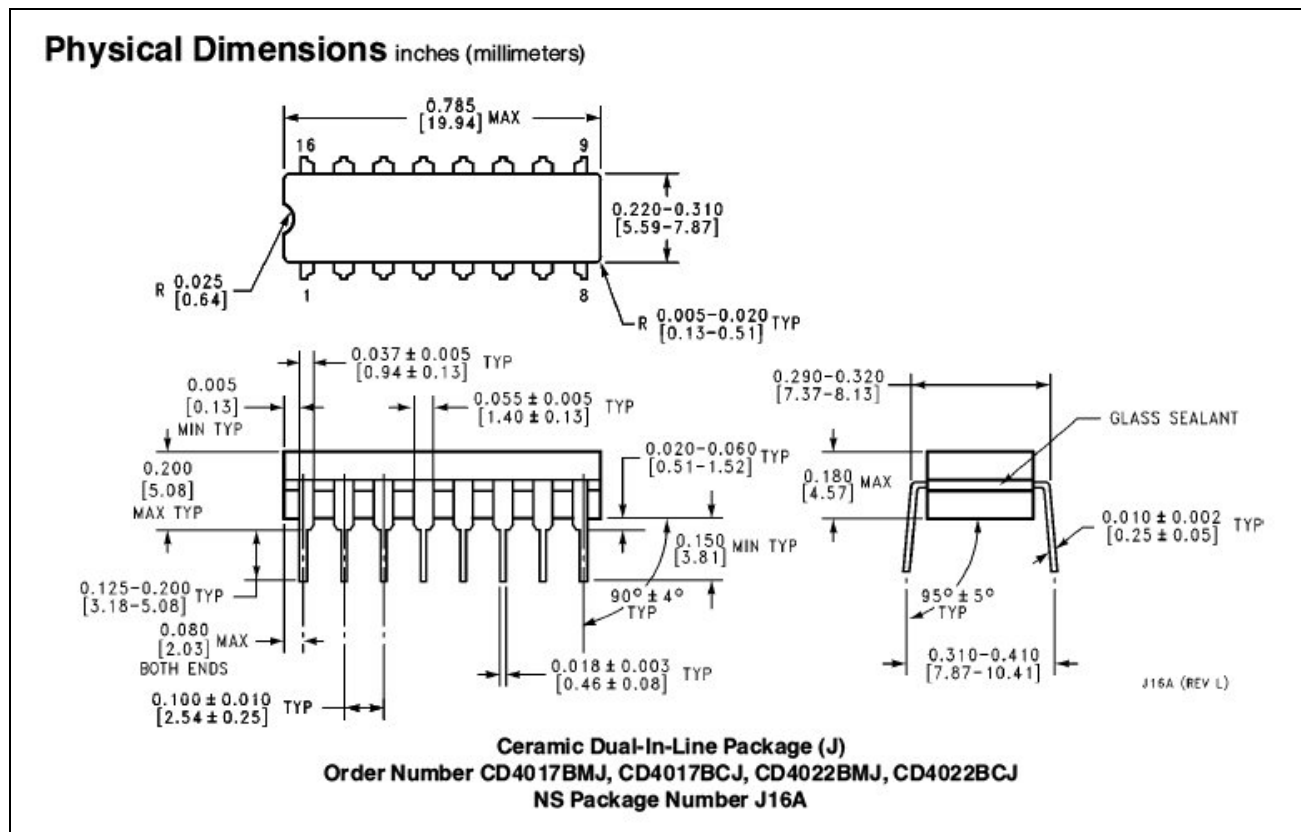 Physical Dimensions inches (millimeters)
0.785
[19.94] MAX
16
9
0.220–0.310
[5.59–7.87]
R 0.025
[0.64]
1
8
R 0.005–0.020 TYP
[0.13–0.51]
0.037 ± 0.005 TYP
[0.94 ± 0.13]
0.005
[0.13]
MIN TYP
0.055 ± 0.005 TYP
[1.40 ± 0.13]
0.290–0.320
[7.37–8.13]
GLASS SEALANT
0.200
[5.08]
MAX TYP
0.020–0.060 TYP
[0.51–1.52]
0.180 MAX
[4.57]
0.150 MIN TYP
[3.81]
0.010 ± 0.002 TYP
[0.25 ± 0.05]
0.125–0.200 TYP
[3.18–5.08]
90° ± 4°
TYP
95° ± 5°
TYP
0.080 MAX
[2.03]
BOTH ENDS
0.018 ± 0.003 TYP
[0.46 ± 0.08]
0.310–0.410
[7.87–10.41]
0.100 ± 0.010 TYP
[2.54 ± 0.25]
J16A (REV L)
Ceramic Dual-In-Line Package (J)
Order Number CD4017BMJ, CD4017BCJ, CD4022BMJ, CD4022BCJ
NS Package Number J16A